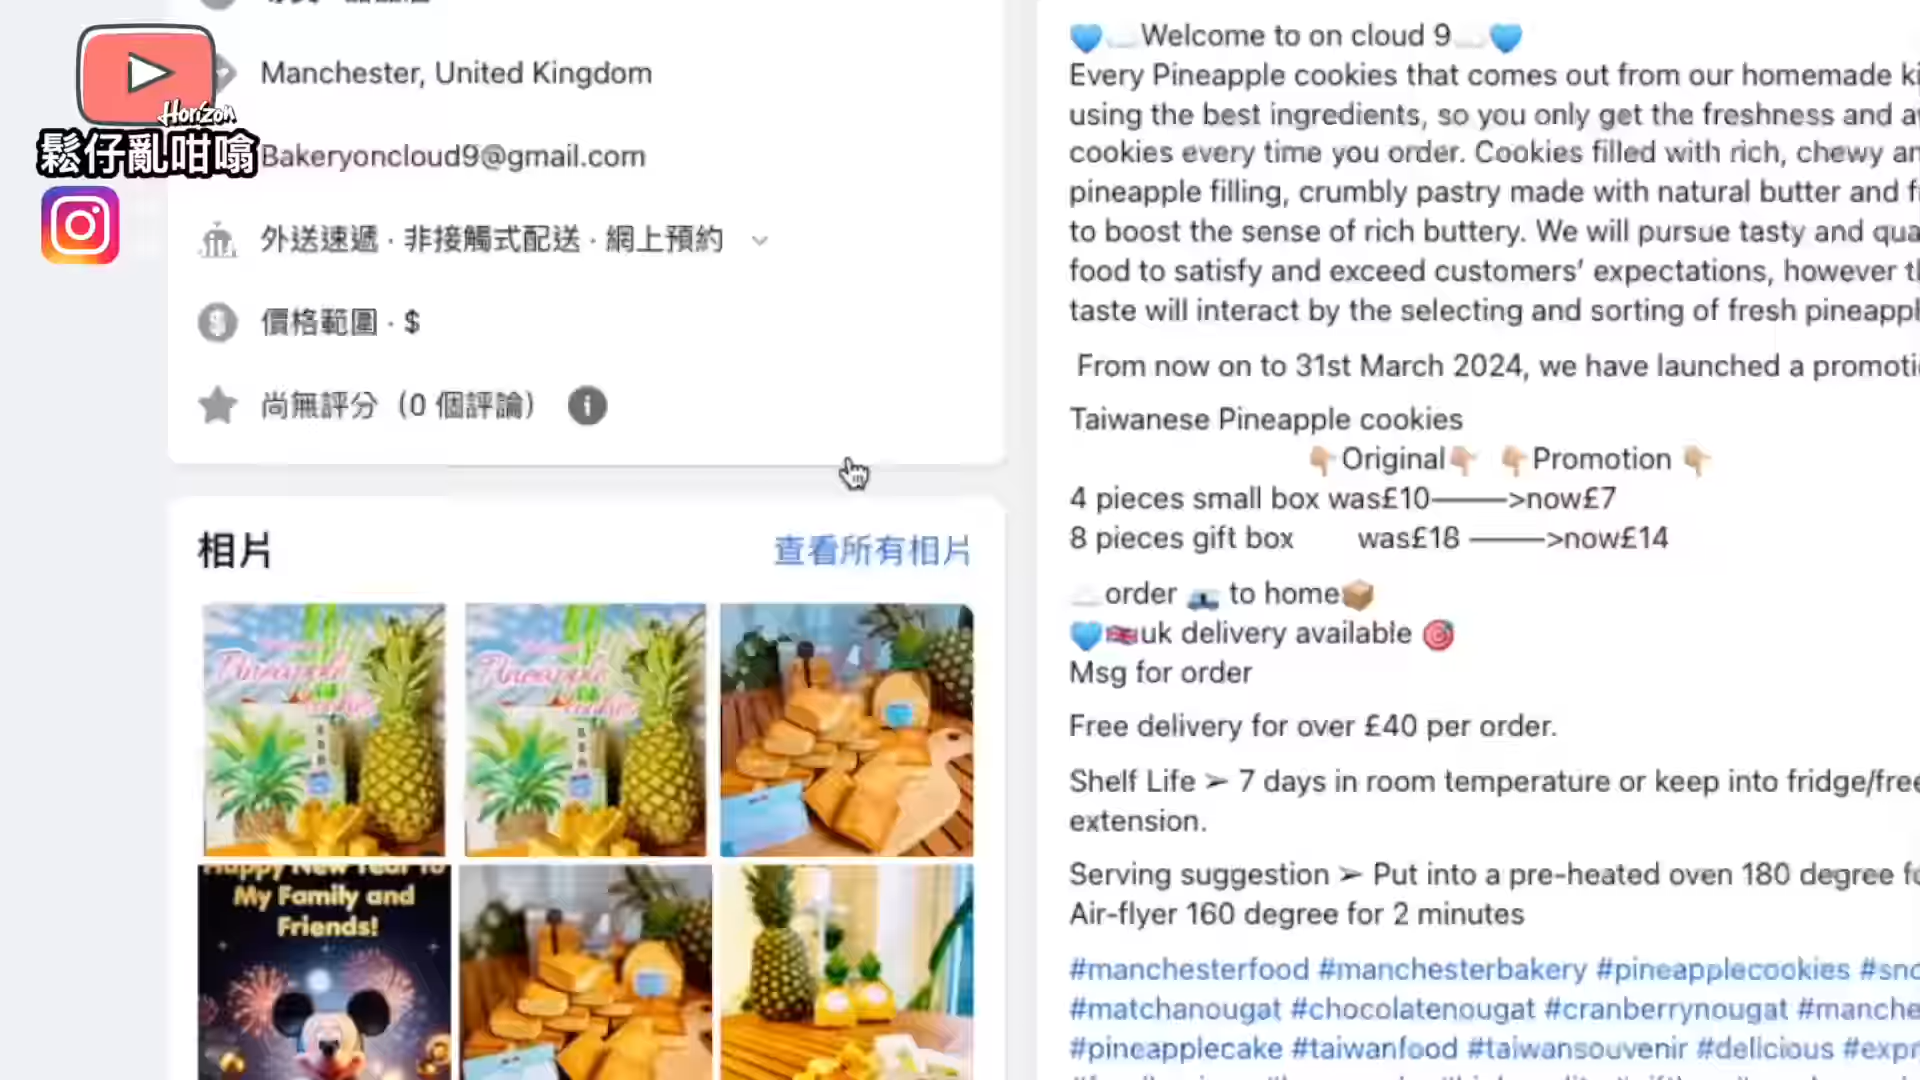 Horizon
鬆仔亂咁噏
Manchester, United Kingdom
Bakeryoncloud9@gmail.com
外送速遞 · 非接觸式配送 · 網上預約
價格範圍 · $
尚無評分（0 個評論）
相片
查看所有相片
Pineapple
cookies
Pineapple
cookies
Happy New Year To
My Family and
Friends!
Welcome to on cloud 9
Every Pineapple cookies that comes out from our homemade
using the best ingredients, so you only get the freshness and
cookies every time you order. Cookies filled with rich, chewy
pineapple filling, crumbly pastry made with natural butter and
to boost the sense of rich buttery. We will pursue tasty and
food to satisfy and exceed customers’ expectations, however
taste will interact by the selecting and sorting of fresh
From now on to 31st March 2024, we have launched a
Taiwanese Pineapple cookies
Original Promotion
4 pieces small box was£10———>now£7
8 pieces gift box was£18 ———>now£14
order to home
uk delivery available
Msg for order
Free delivery for over £40 per order.
Shelf Life ➢ 7 days in room temperature or keep into
extension.
Serving suggestion ➢ Put into a pre-heated oven 180 degree
Air-flyer 160 degree for 2 minutes
#manchesterfood #manchesterbakery #pineapplecookies
#matchanougat #chocolatenougat #cranberrynougat
#pineapplecake #taiwanfood #taiwansouvenir #delicious